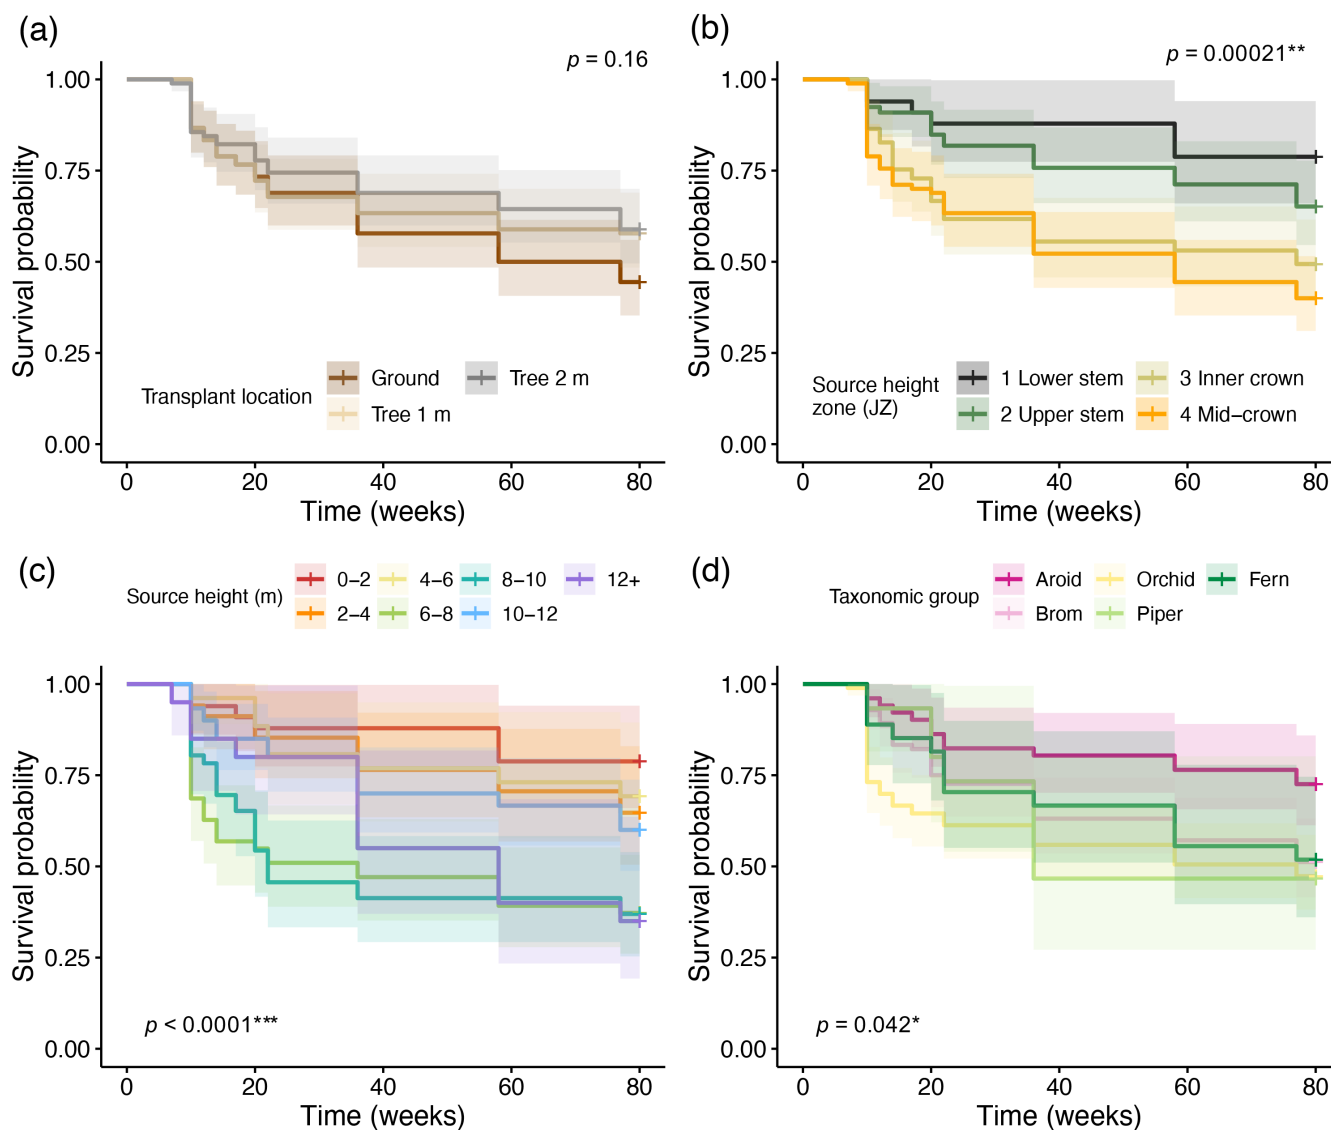 (a)
p = 0.16
Survival probability
1.00
0.75
0.50
0.25
0.00
Transplant location
Ground
Tree 2 m
Tree 1 m
0 20 40 60 80
Time (weeks)
(b)
p = 0.00021**
Survival probability
1.00
0.75
0.50
0.25
0.00
Source height
zone (JZ)
1 Lower stem
3 Inner crown
2 Upper stem
4 Mid−crown
0 20 40 60 80
Time (weeks)
(c)
Source height (m)
0−2 4−6 8−10 12+
2−4 6−8 10−12
Survival probability
1.00
0.75
0.50
0.25
0.00
p < 0.0001***
0 20 40 60 80
Time (weeks)
(d)
Taxonomic group
Aroid Orchid Fern
Brom Piper
Survival probability
1.00
0.75
0.50
0.25
0.00
p = 0.042*
0 20 40 60 80
Time (weeks)